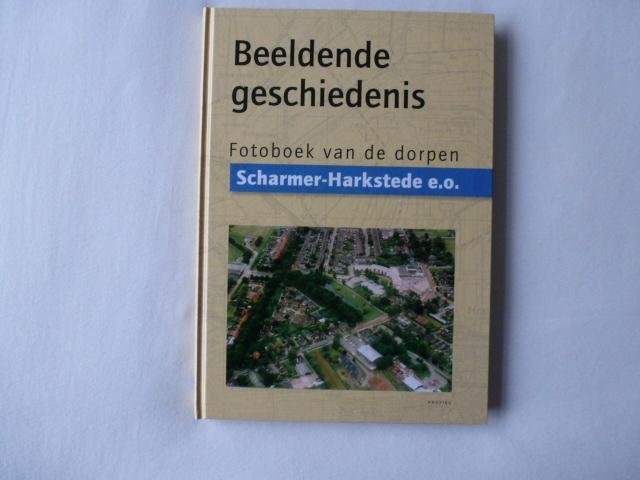 Beeldende
geschiedenis
Fotoboek van de dorpen
Scharmer-Harkstede e.o.